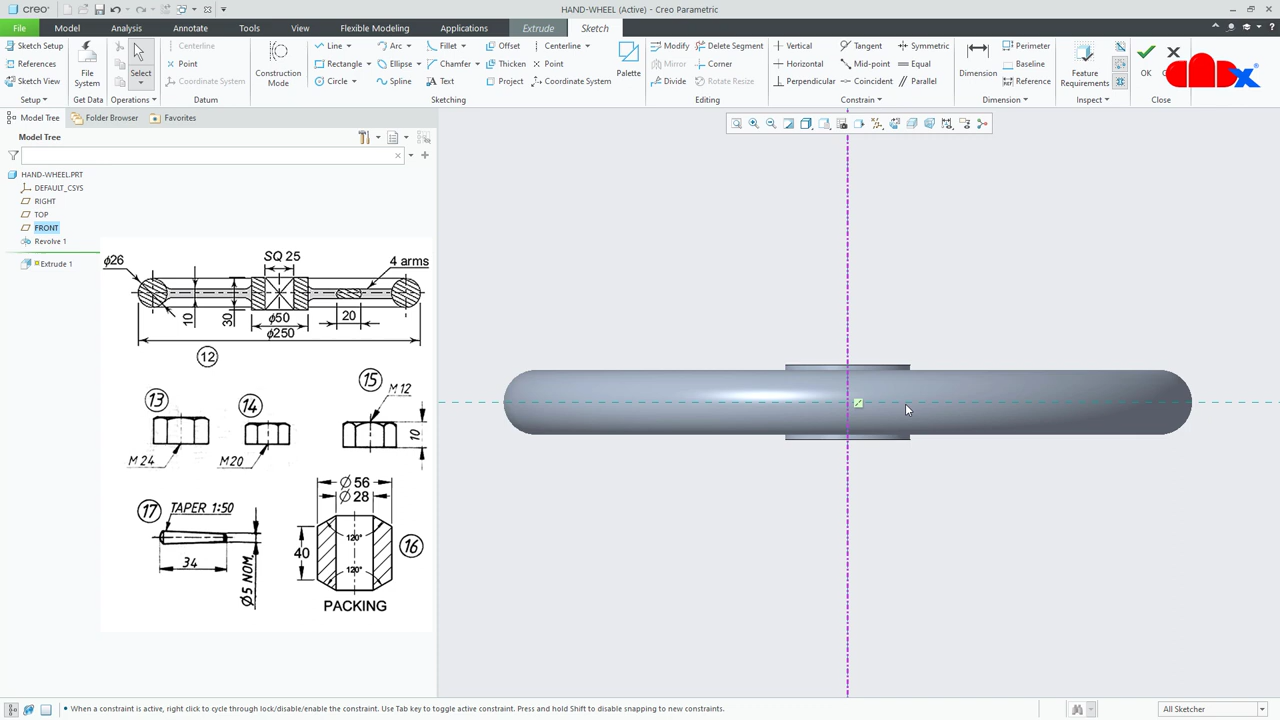 creo
HAND-WHEEL (Active) - Creo Parametric
File Model Analysis Annotate Tools View Flexible Modeling Applications Extrude Sketch
Sketch Setup
References
Sketch View
Setup
File System
Get Data
Select
Operations
Centerline
Point
Coordinate System
Datum
Construction Mode
Line Arc Fillet Offset Centerline
Rectangle Ellipse Chamfer Thicken Point
Circle Spline Text Project Coordinate System
Palette
Sketching
Modify Delete Segment
Mirror Corner
Divide Rotate Resize
Editing
Vertical Tangent Symmetric
Horizontal Mid-point Equal
Perpendicular Coincident Parallel
Constrain
Dimension
Perimeter
Baseline
Reference
Dimension
Feature Requirements
Inspect
OK
Close
Model Tree Folder Browser Favorites
Model Tree
HAND-WHEEL.PRT
DEFAULT_CSYS
RIGHT
TOP
FRONT
Revolve 1
Extrude 1
ϕ26
SQ 25
4 arms
10
30
ϕ50
20
ϕ250
12
13
14
15
M 12
10
M 24
M20
Ø 56
Ø 28
17
TAPER 1:50
120°
40
16
34
120°
Ø5 NOM.
PACKING
When a constraint is active, right click to cycle through lock/disable/enable the constraint. Use Tab key to toggle active constraint. Press and hold Shift to disable snapping to new constraints.
All Sketcher